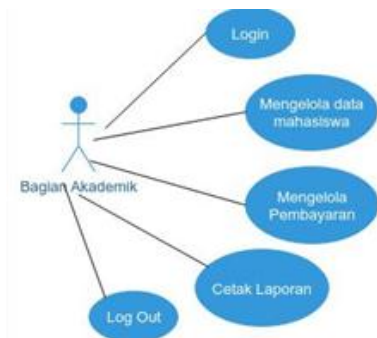 Login
Mengelola data
mahasiswa
Bagian Akademik
Mengelola
Pembayaran
Cetak Laporan
Log Out